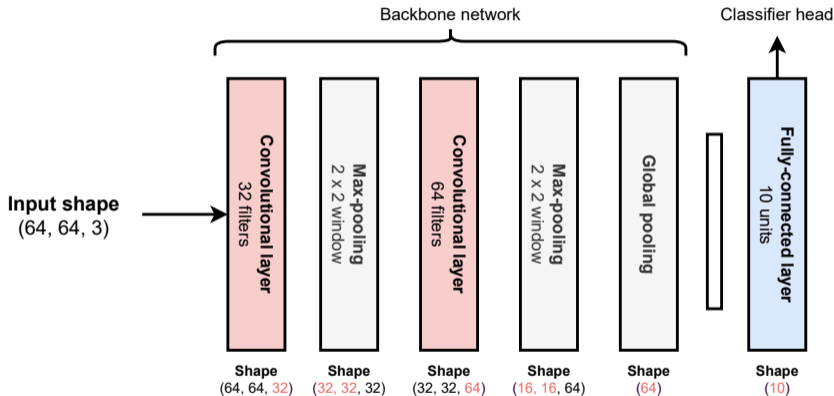 Backbone network
Classifier head
Input shape
(64, 64, 3)
Convolutional layer
32 filters
Max-pooling
2 x 2 window
Convolutional layer
64 filters
Max-pooling
2 x 2 window
Global pooling
Fully-connected layer
10 units
Shape
(64, 64, 32)
Shape
(32, 32, 32)
Shape
(32, 32, 64)
Shape
(16, 16, 64)
Shape
(64)
Shape
(10)